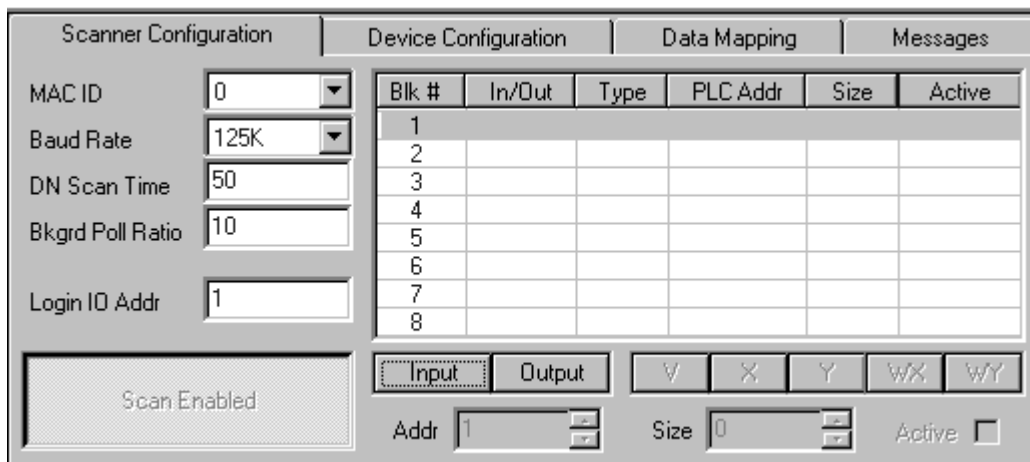 Scanner Configuration Device Configuration Data Mapping Messages
MAC ID 0
Baud Rate 125K
DN Scan Time 50
Bkgrd Poll Ratio 10
Login IO Addr 1
Scan Enabled
Blk # In/Out Type PLC Addr Size Active
1
2
3
4
5
6
7
8
Input Output V X Y WX WY
Addr 1 Size 0 Active